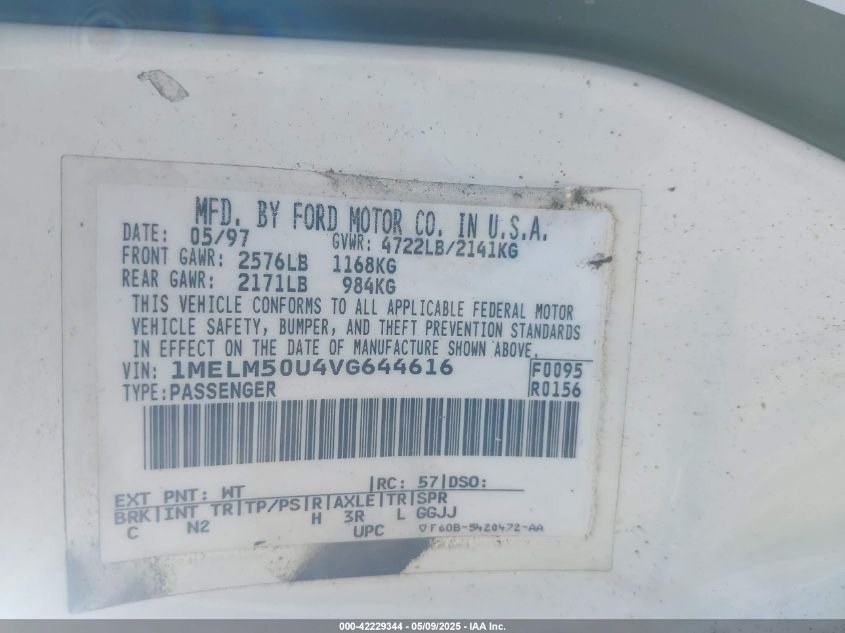 MFD. BY FORD MOTOR CO. IN U.S.A.
DATE: 05/97 GVWR: 4722LB/2141KG
FRONT GAWR: 2576LB 1168KG
REAR GAWR: 2171LB 984KG
THIS VEHICLE CONFORMS TO ALL APPLICABLE FEDERAL MOTOR
VEHICLE SAFETY, BUMPER, AND THEFT PREVENTION STANDARDS
IN EFFECT ON THE DATE OF MANUFACTURE SHOWN ABOVE.
VIN: 1MELM50U4VG644616 F0095
TYPE: PASSENGER R0156
EXT PNT: WT RC: 57 DSO:
BRK INT TR TP/PS R AXLE TR SPR
C N2 H 3R L GGJJ
UPC F60B-5420472-AA
000-42229344 - 05/09/2025 - IAA Inc.